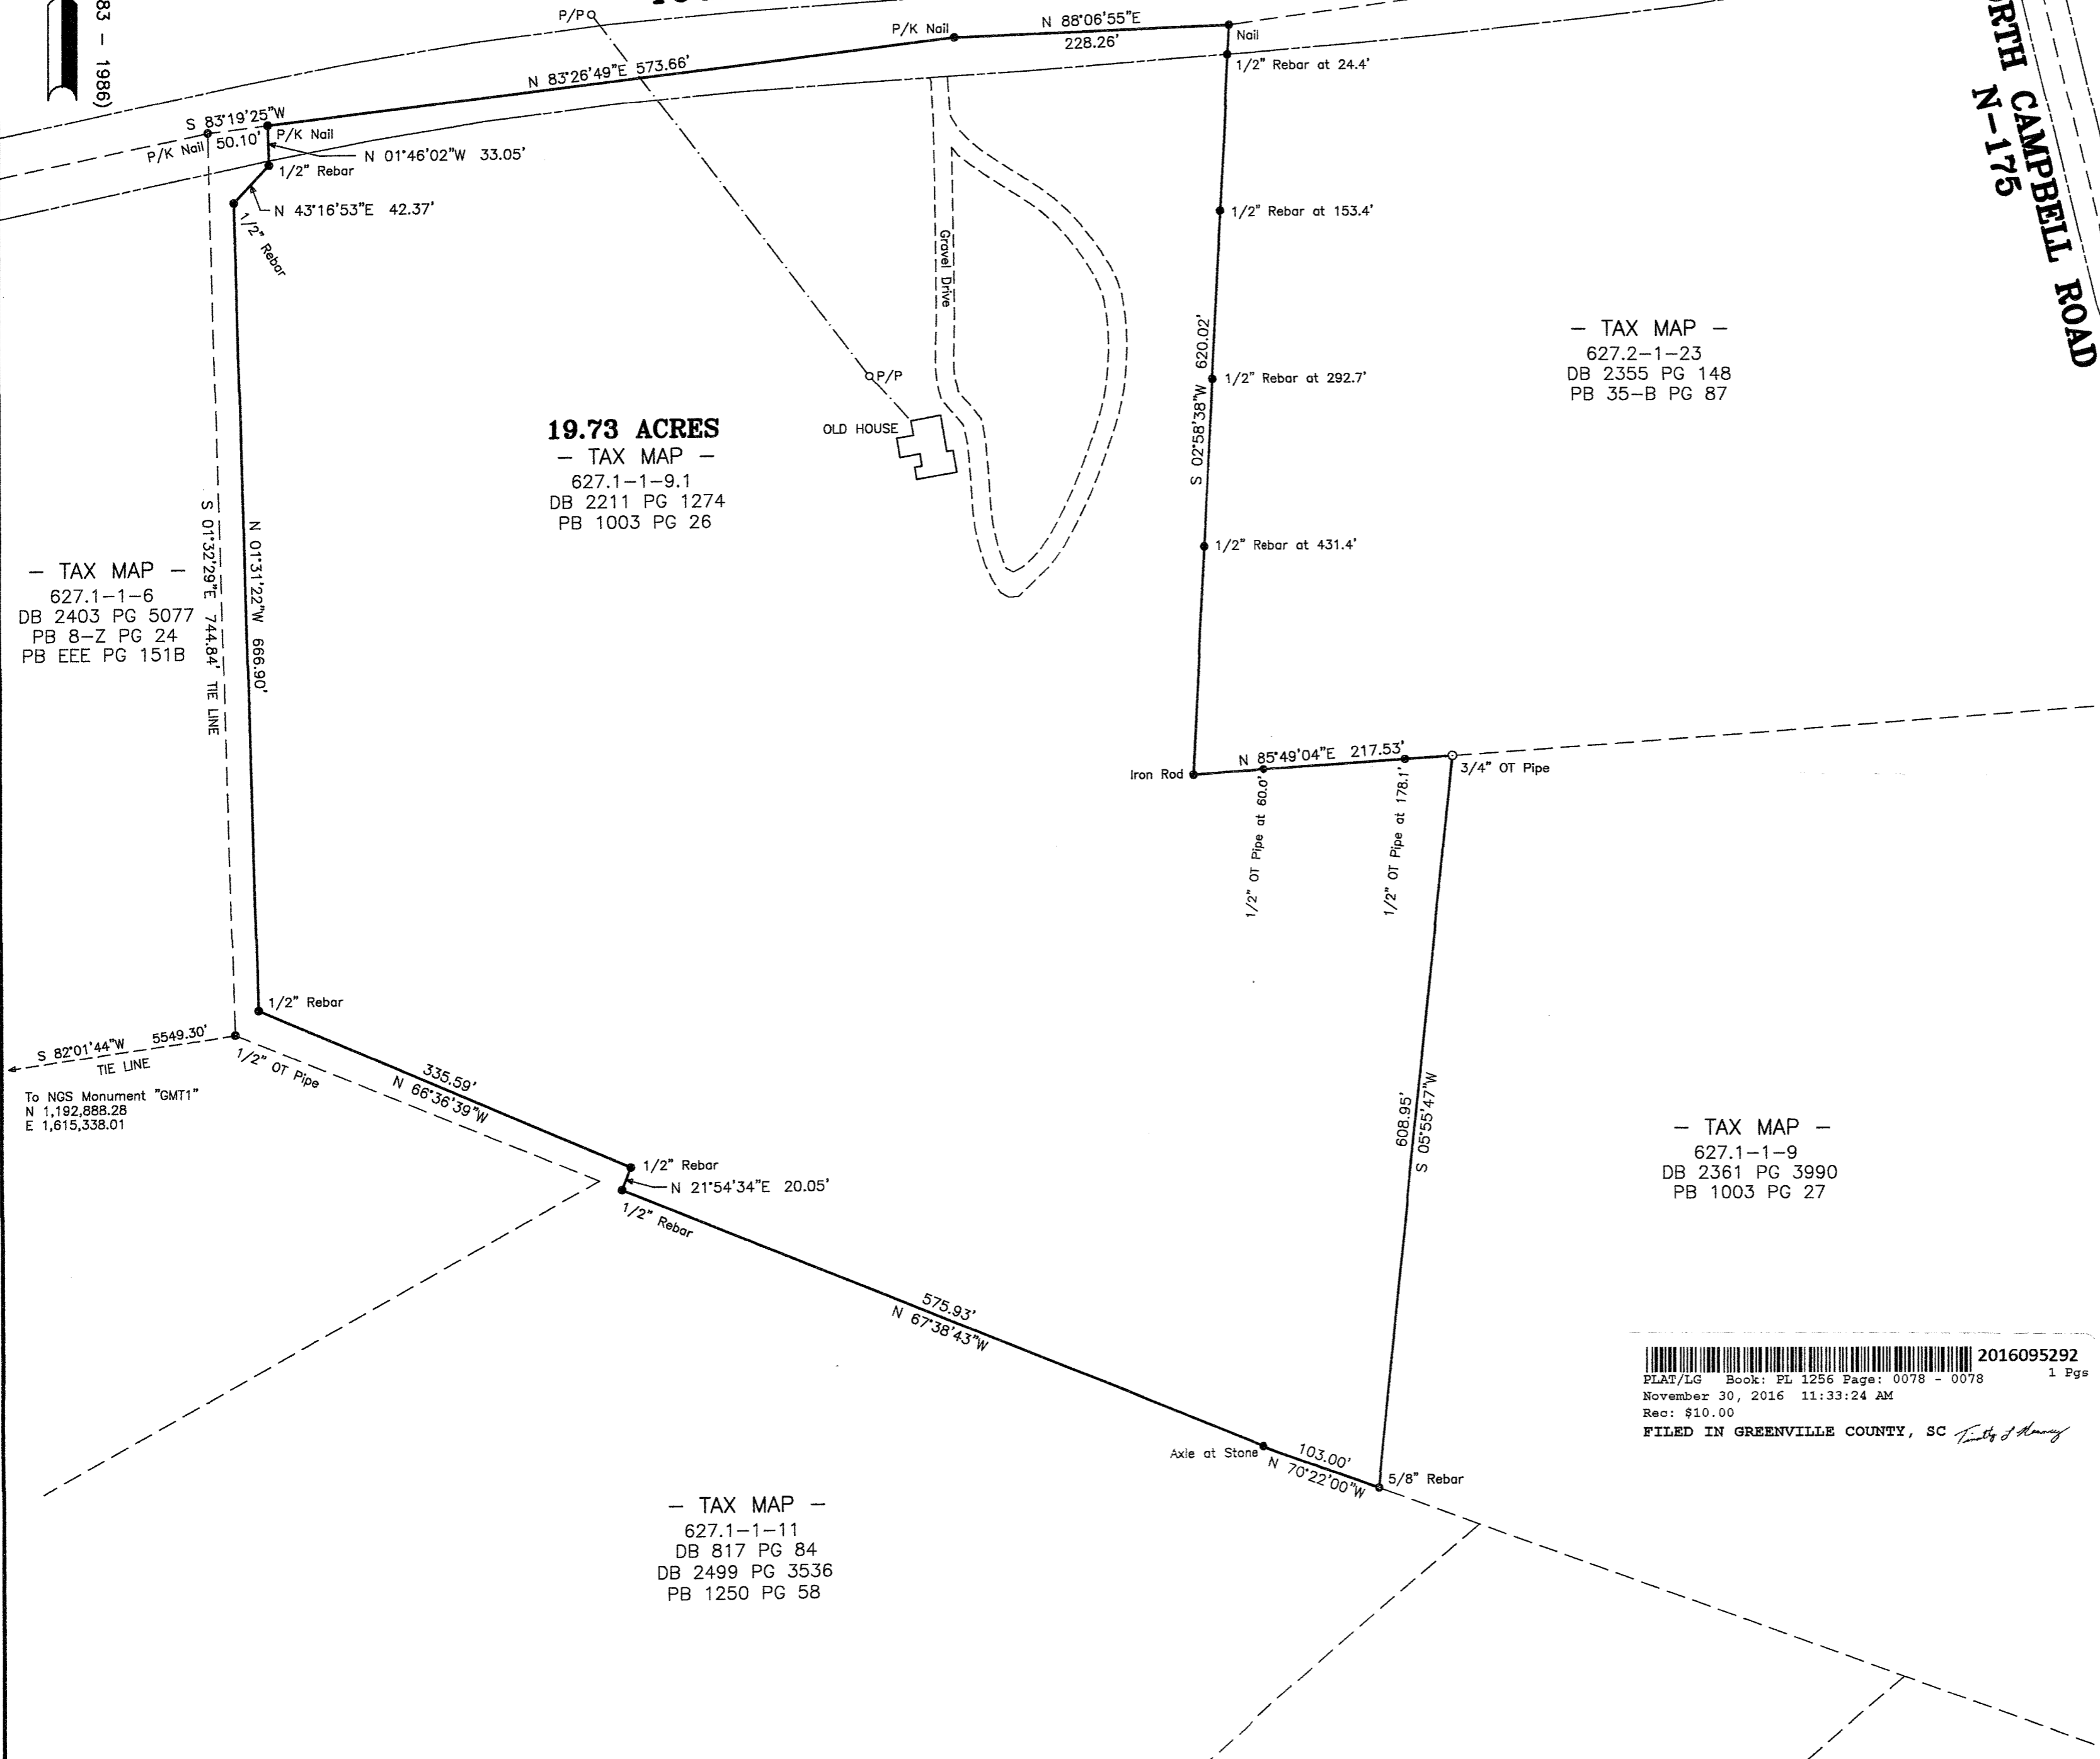 83 – 1986)
P/P
P/K Nail
N 88°06'55"E
228.26'
Nail
1/2" Rebar at 24.4'
N 83°26'49"E 573.66'
S 83°19'25"W
50.10'
P/K Nail
P/K Nail
N 01°46'02"W 33.05'
1/2" Rebar
N 43°16'53"E 42.37'
1/2" Rebar
1/2" Rebar at 153.4'
Gravel Drive
NORTH CAMPBELL ROAD
N-175
S 02°58'38"W 620.02'
1/2" Rebar at 292.7'
P/P
OLD HOUSE
19.73 ACRES
– TAX MAP –
627.1-1-9.1
DB 2211 PG 1274
PB 1003 PG 26
– TAX MAP –
627.2-1-23
DB 2355 PG 148
PB 35-B PG 87
1/2" Rebar at 431.4'
– TAX MAP –
627.1-1-6
DB 2403 PG 5077
PB 8-Z PG 24
PB EEE PG 151B
S 01°32'29"E 744.84' TIE LINE
N 01°31'22"W 666.90'
Iron Rod
N 85°49'04"E 217.53'
3/4" OT Pipe
1/2" OT Pipe at 60.0'
1/2" OT Pipe at 178.1'
1/2" Rebar
S 82°01'44"W 5549.30'
TIE LINE
1/2" OT Pipe
To NGS Monument "GMT1"
N 1,192,888.28
E 1,615,338.01
335.59'
N 66°36'39"W
1/2" Rebar
N 21°54'34"E 20.05'
1/2" Rebar
608.95'
S 05°55'47"W
– TAX MAP –
627.1-1-9
DB 2361 PG 3990
PB 1003 PG 27
575.93'
N 67°38'43"W
Axle at Stone
103.00'
N 70°22'00"W
5/8" Rebar
2016095292
PLAT/LG Book: PL 1256 Page: 0078 - 0078 1 Pgs
November 30, 2016 11:33:24 AM
Rec: $10.00
FILED IN GREENVILLE COUNTY, SC
– TAX MAP –
627.1-1-11
DB 817 PG 84
DB 2499 PG 3536
PB 1250 PG 58